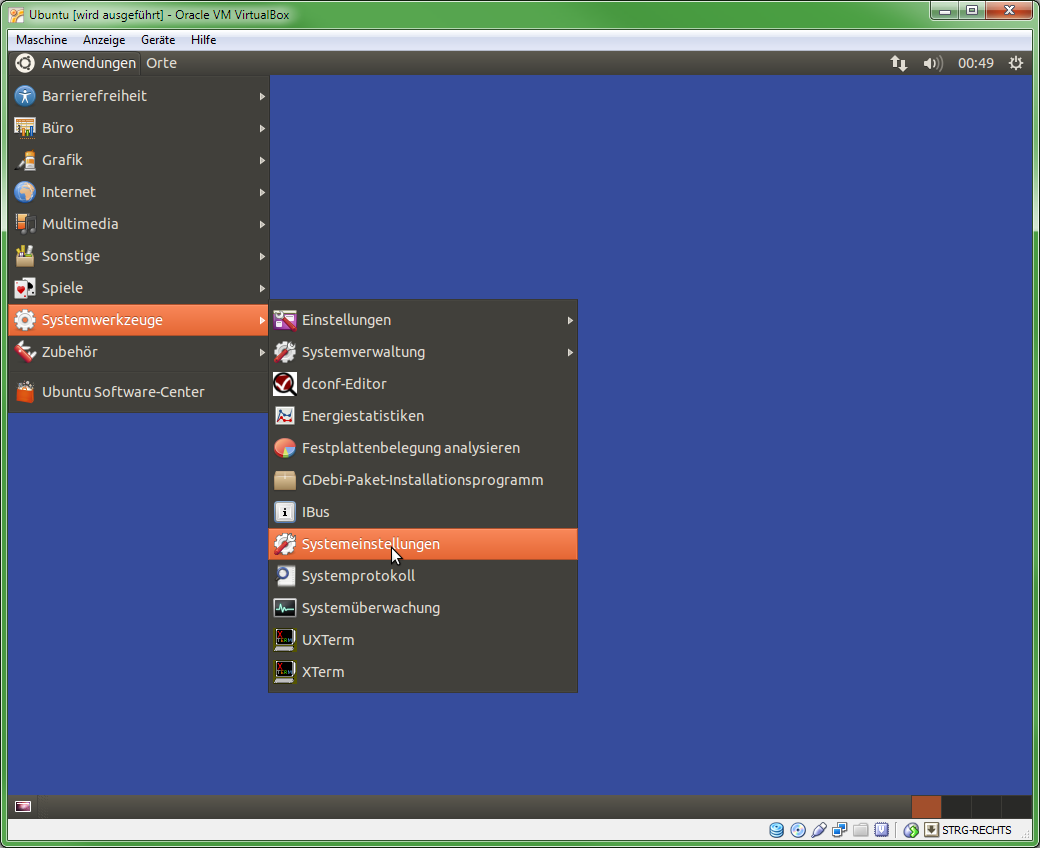 Ubuntu [wird ausgeführt] - Oracle VM VirtualBox
Maschine Anzeige Geräte Hilfe
Anwendungen Orte 00:49
Barrierefreiheit
Büro
Grafik
Internet
Multimedia
Sonstige
Spiele
Systemwerkzeuge
Zubehör
Ubuntu Software-Center
Einstellungen
Systemverwaltung
dconf-Editor
Energiestatistiken
Festplattenbelegung analysieren
GDebi-Paket-Installationsprogramm
IBus
Systemeinstellungen
Systemprotokoll
Systemüberwachung
UXTerm
XTerm
STRG-RECHTS